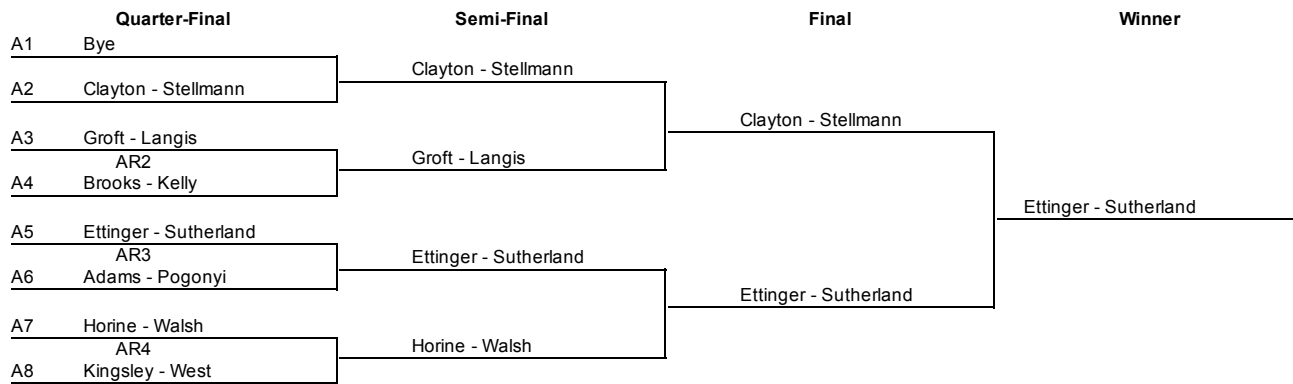 Quarter-Final Semi-Final Final Winner
A1 Bye
Clayton - Stellmann
A2 Clayton - Stellmann
Clayton - Stellmann
A3 Groft - Langis
AR2 Groft - Langis
A4 Brooks - Kelly
Ettinger - Sutherland
A5 Ettinger - Sutherland
AR3 Ettinger - Sutherland
A6 Adams - Pogonyi
Ettinger - Sutherland
A7 Horine - Walsh
AR4 Horine - Walsh
A8 Kingsley - West